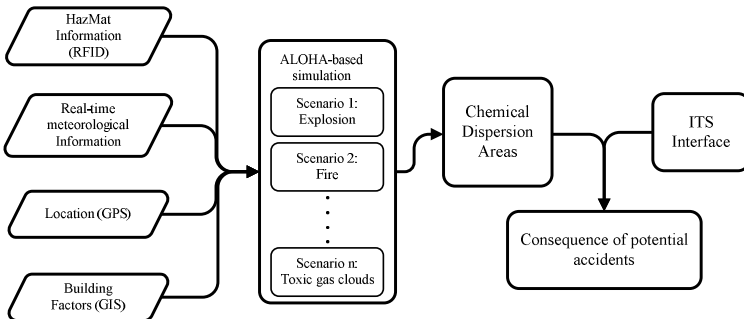 HazMat
Information
(RFID)
Real-time
meteorological
Information
Location (GPS)
Building
Factors (GIS)
ALOHA-based
simulation
Scenario 1:
Explosion
Scenario 2:
Fire
Scenario n:
Toxic gas clouds
Chemical
Dispersion
Areas
ITS
Interface
Consequence of potential
accidents